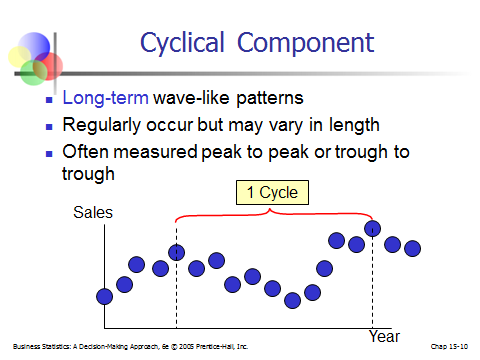 Cyclical Component
Long-term wave-like patterns
Regularly occur but may vary in length
Often measured peak to peak or trough to
trough
1 Cycle
Sales
Year
Business Statistics: A Decision-Making Approach, 6e © 2005 Prentice-Hall, Inc.
Chap 15-10